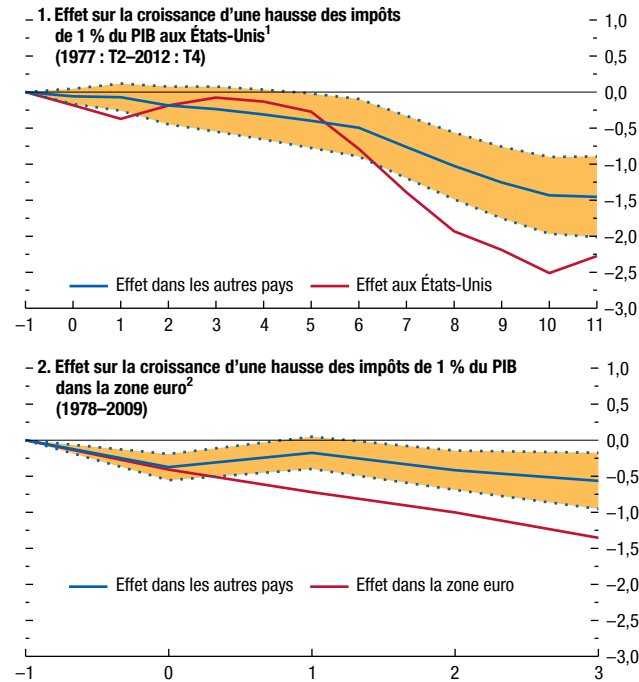 1. Effet sur la croissance d’une hausse des impôts
de 1 % du PIB aux États-Unis¹
(1977 : T2–2012 : T4)
1,0
0,5
0,0
–0,5
–1,0
–1,5
–2,0
–2,5
–3,0
Effet dans les autres pays
Effet aux États-Unis
–1 0 1 2 3 4 5 6 7 8 9 10 11
2. Effet sur la croissance d’une hausse des impôts de 1 % du PIB
dans la zone euro²
(1978–2009)
1,0
0,5
0,0
–0,5
–1,0
–1,5
–2,0
–2,5
–3,0
Effet dans les autres pays
Effet dans la zone euro
–1 0 1 2 3